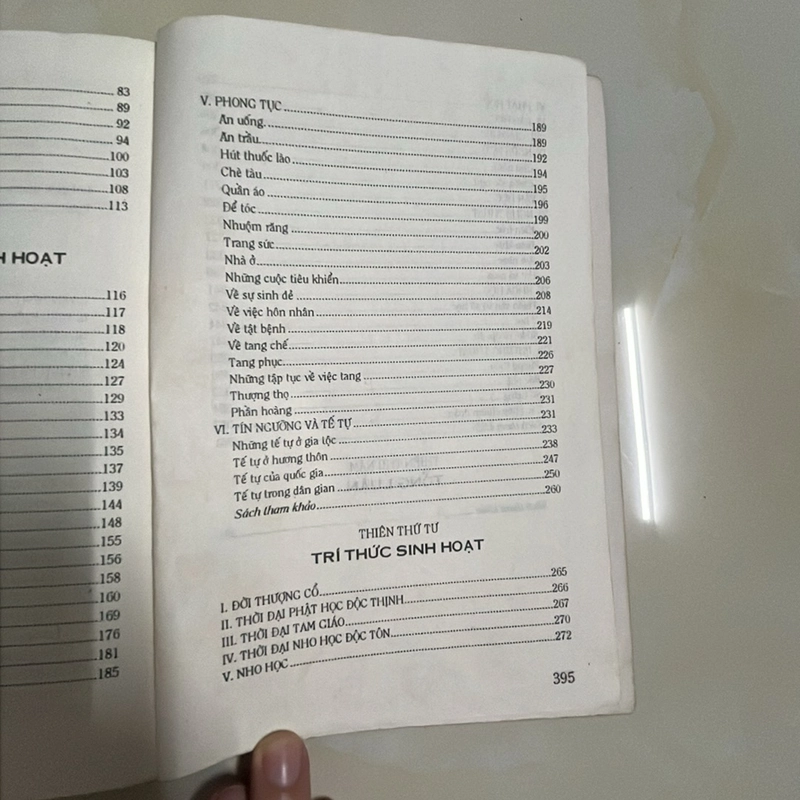 83
89
92
94
100
103
108
113
H HOẠT
116
117
118
120
124
127
129
133
134
135
137
139
144
148
155
156
158
160
169
176
181
185
V. PHONG TỤC 189
Ăn uống 189
Ăn trầu 192
Hút thuốc lào 194
Chè tàu 195
Quần áo 196
Để tóc 199
Nhuộm răng 200
Trang sức 202
Nhà ở 203
Những cuộc tiêu khiển 206
Về sự sinh đẻ 208
Về việc hôn nhân 214
Về tật bệnh 219
Về tang chế 221
Tang phục 226
Những tập tục về việc tang 227
Thượng thọ 230
Phần hoàng 231
VI. TÍN NGƯỠNG VÀ TẾ TỰ 231
Những tế tự ở gia tộc 233
Tế tự ở hương thôn 238
Tế tự của quốc gia 247
Tế tự trong dân gian 250
Sách tham khảo 260
THIÊN THỨ TƯ
TRÍ THỨC SINH HOẠT
I. ĐỜI THƯỢNG CỔ 265
II. THỜI ĐẠI PHẬT HỌC ĐỘC THỊNH 266
III. THỜI ĐẠI TAM GIÁO 267
IV. THỜI ĐẠI NHO HỌC ĐỘC TÔN 270
V. NHO HỌC 272
395